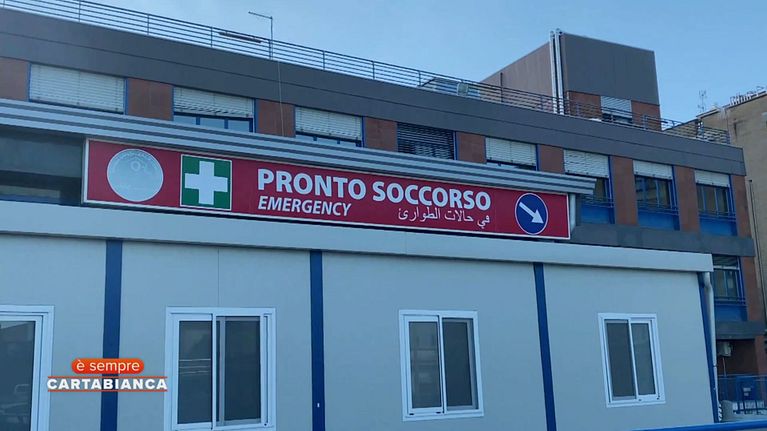 PRONTO SOCCORSO
EMERGENCY
في حالات الطوارئ
è sempre
CARTABIANCA